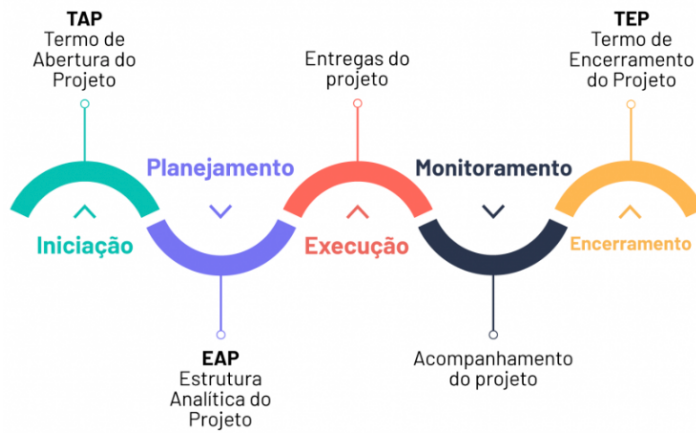 TAP
Termo de
Abertura do
Projeto
Iniciação
Planejamento
EAP
Estrutura
Analítica do
Projeto
Entregas do
projeto
Execução
Monitoramento
Acompanhamento
do projeto
TEP
Termo de
Encerramento
do Projeto
Encerramento